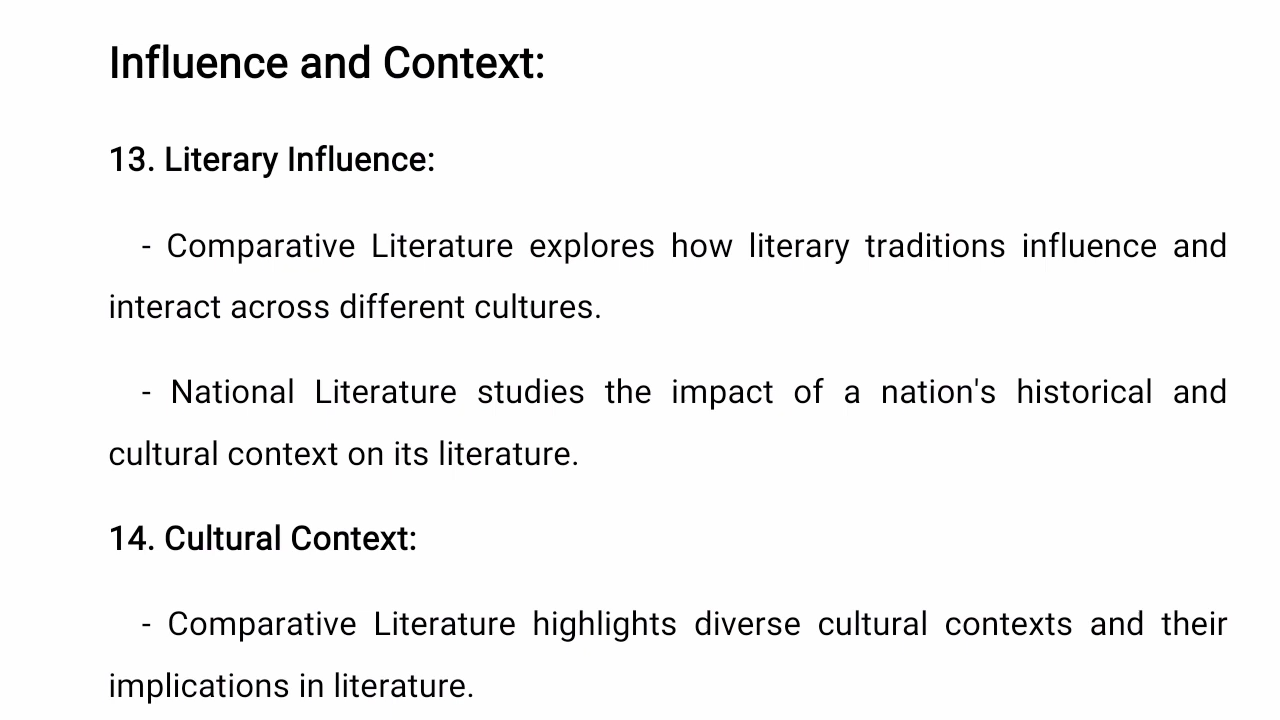 Influence and Context:
13. Literary Influence:
- Comparative Literature explores how literary traditions influence and
interact across different cultures.
- National Literature studies the impact of a nation's historical and
cultural context on its literature.
14. Cultural Context:
- Comparative Literature highlights diverse cultural contexts and their
implications in literature.